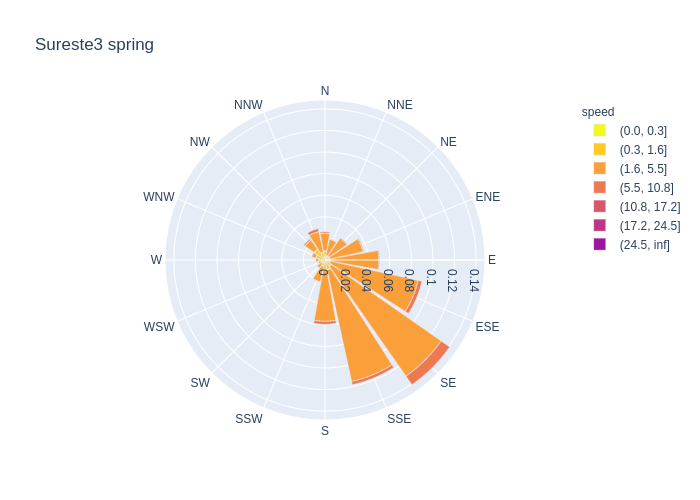 Sureste3 spring
N
NNE
NE
ENE
E
ESE
SE
SSE
S
SSW
SW
WSW
W
WNW
NW
NNW
0
0.02
0.04
0.06
0.08
0.1
0.12
0.14
speed
(0.0, 0.3]
(0.3, 1.6]
(1.6, 5.5]
(5.5, 10.8]
(10.8, 17.2]
(17.2, 24.5]
(24.5, inf]